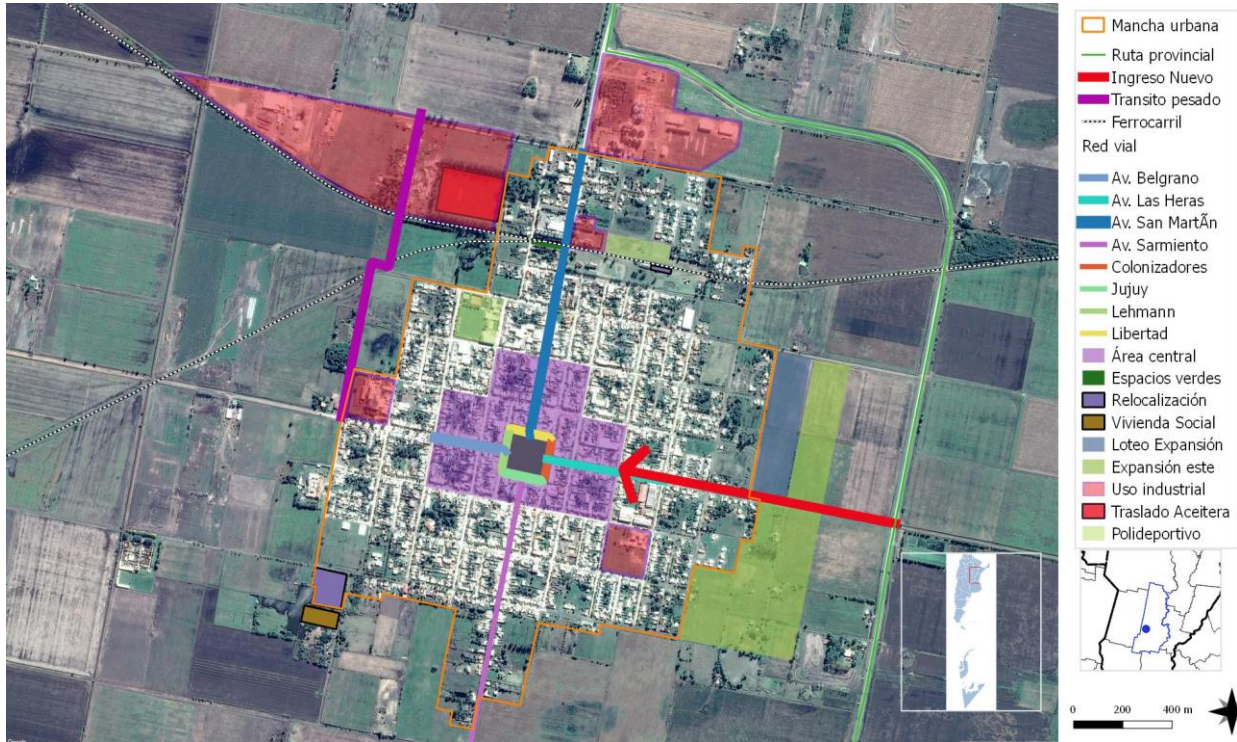 Mancha urbana
Ruta provincial
Ingreso Nuevo
Transito pesado
Ferrocarril
Red vial
Av. Belgrano
Av. Las Heras
Av. San MartÃn
Av. Sarmiento
Colonizadores
Jujuy
Lehmann
Libertad
Área central
Espacios verdes
Relocalización
Vivienda Social
Loteo Expansión
Expansión este
Uso industrial
Traslado Aceitera
Polideportivo
0 200 400 m